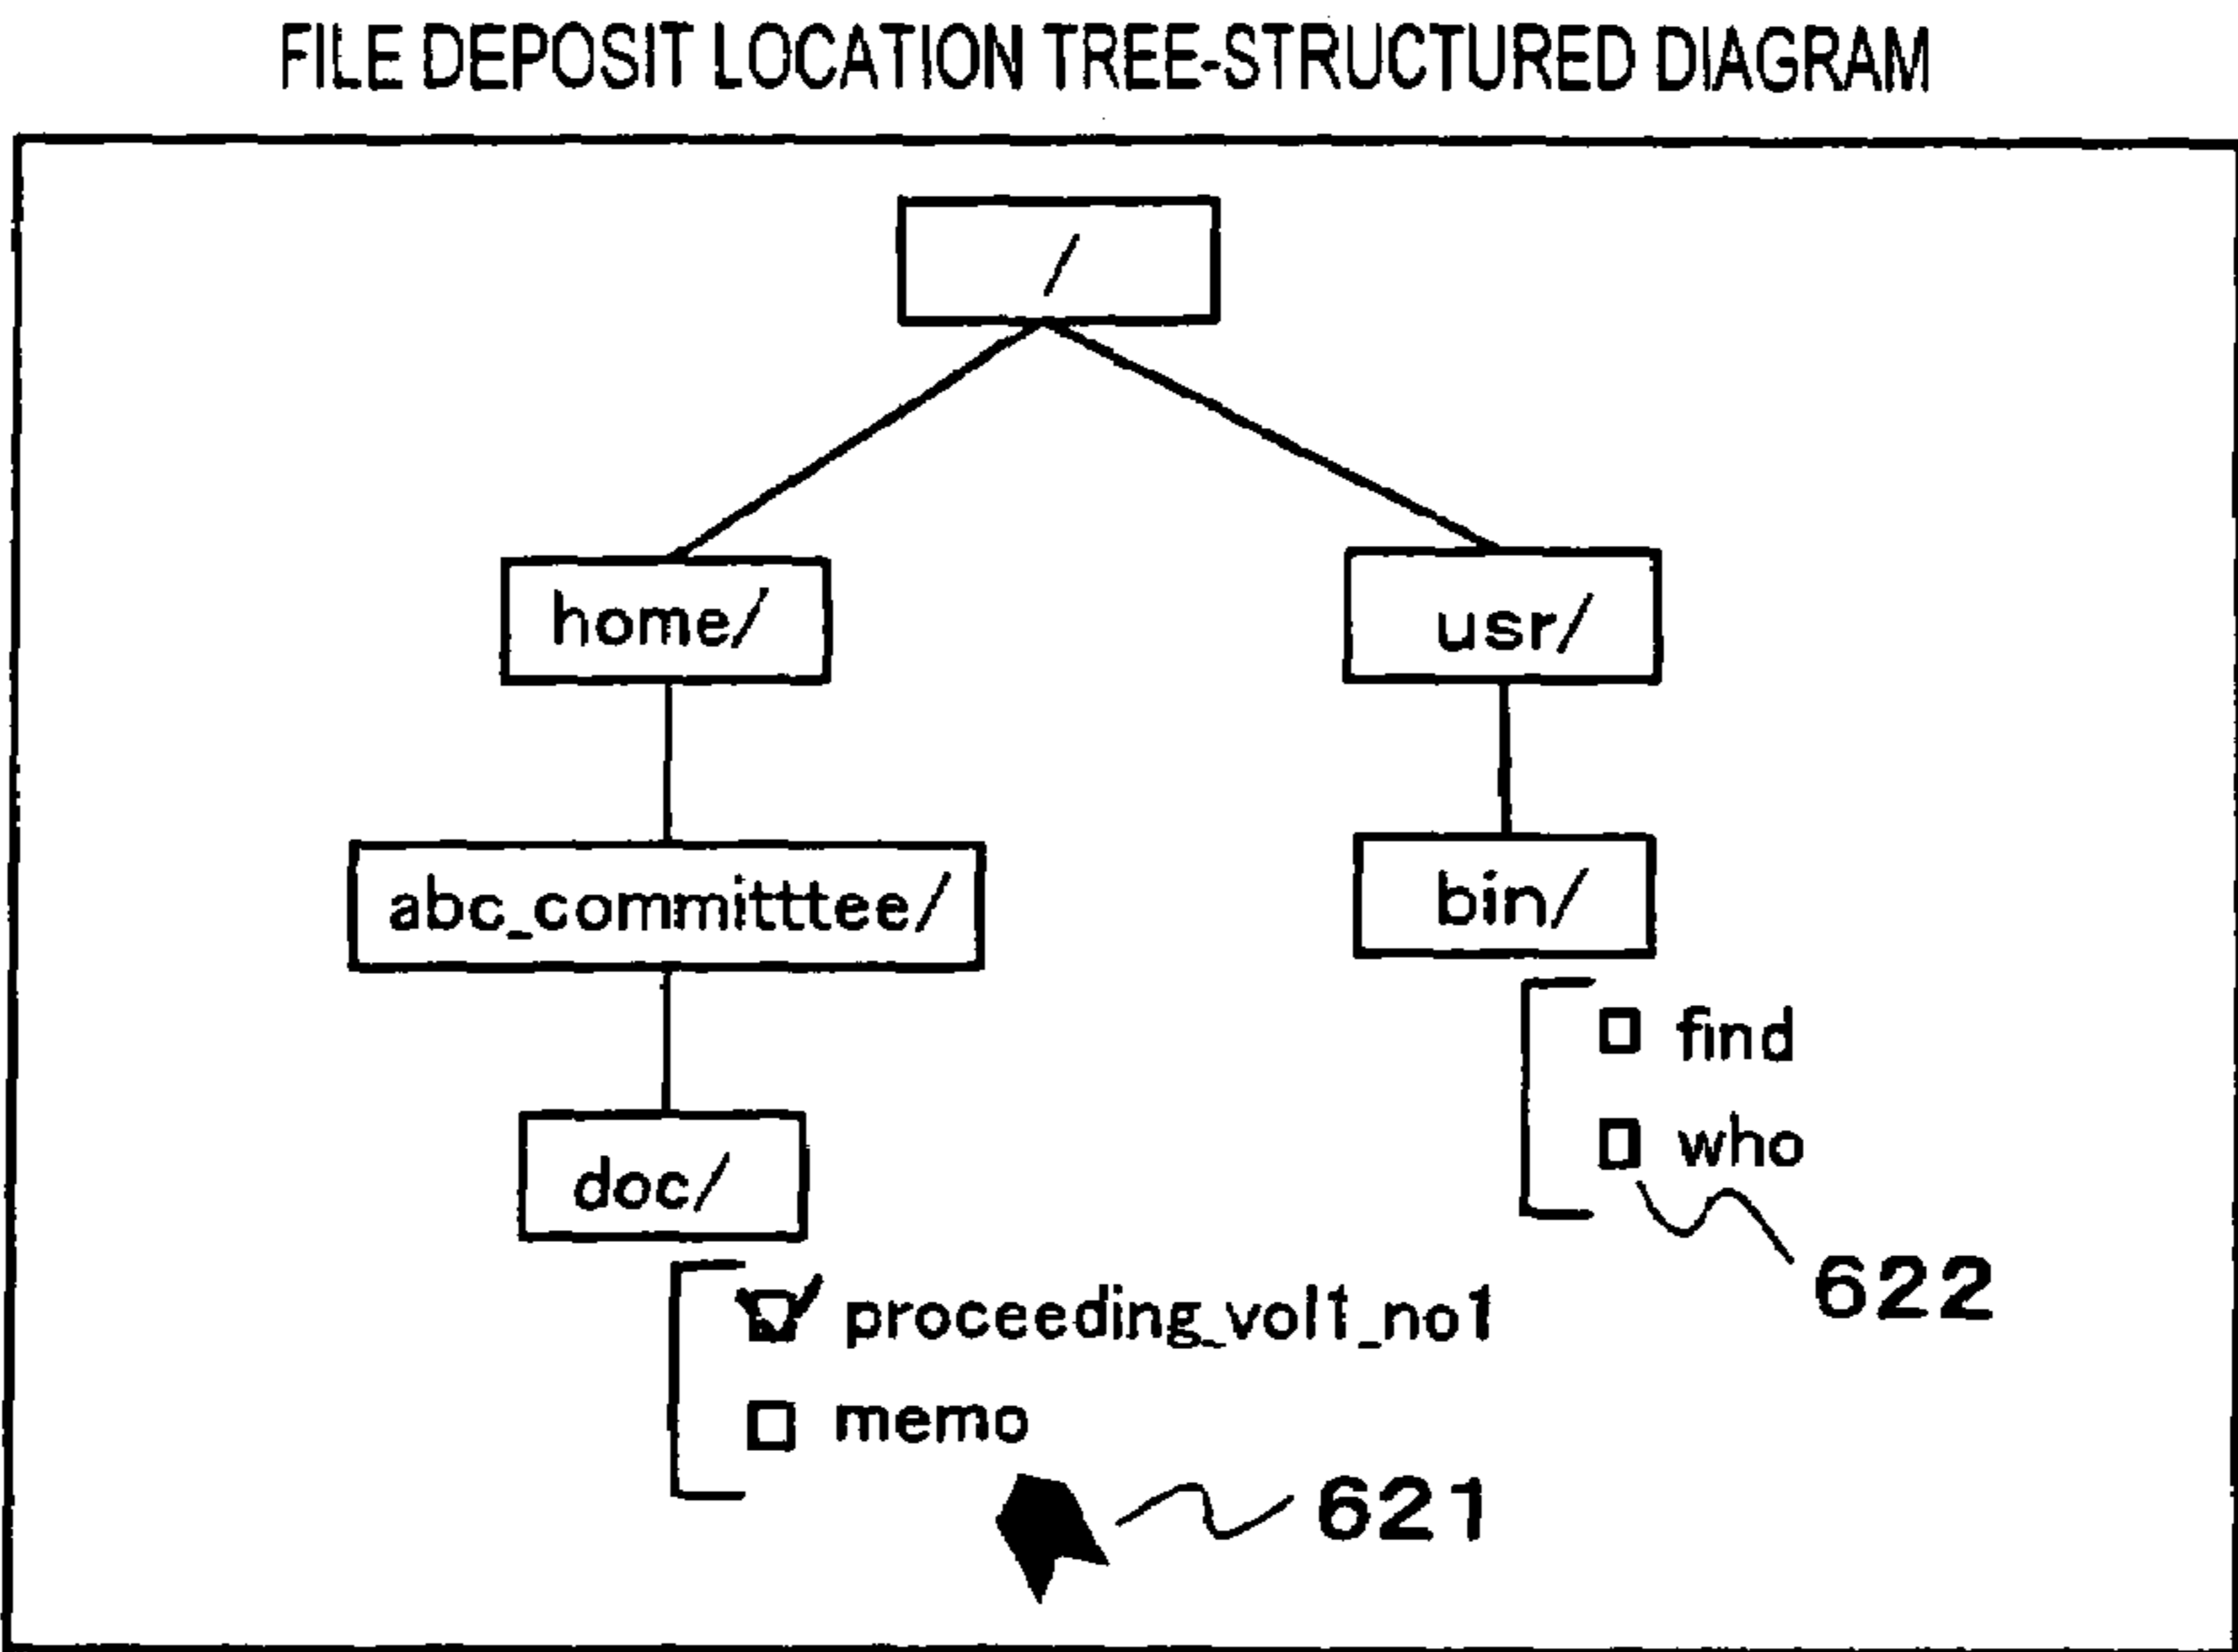 FILE DEPOSIT LOCATION TREE-STRUCTURED DIAGRAM
/
home/
usr/
abc_committtee/
bin/
find
who
doc/
622
proceeding_vol1_no1
memo
621